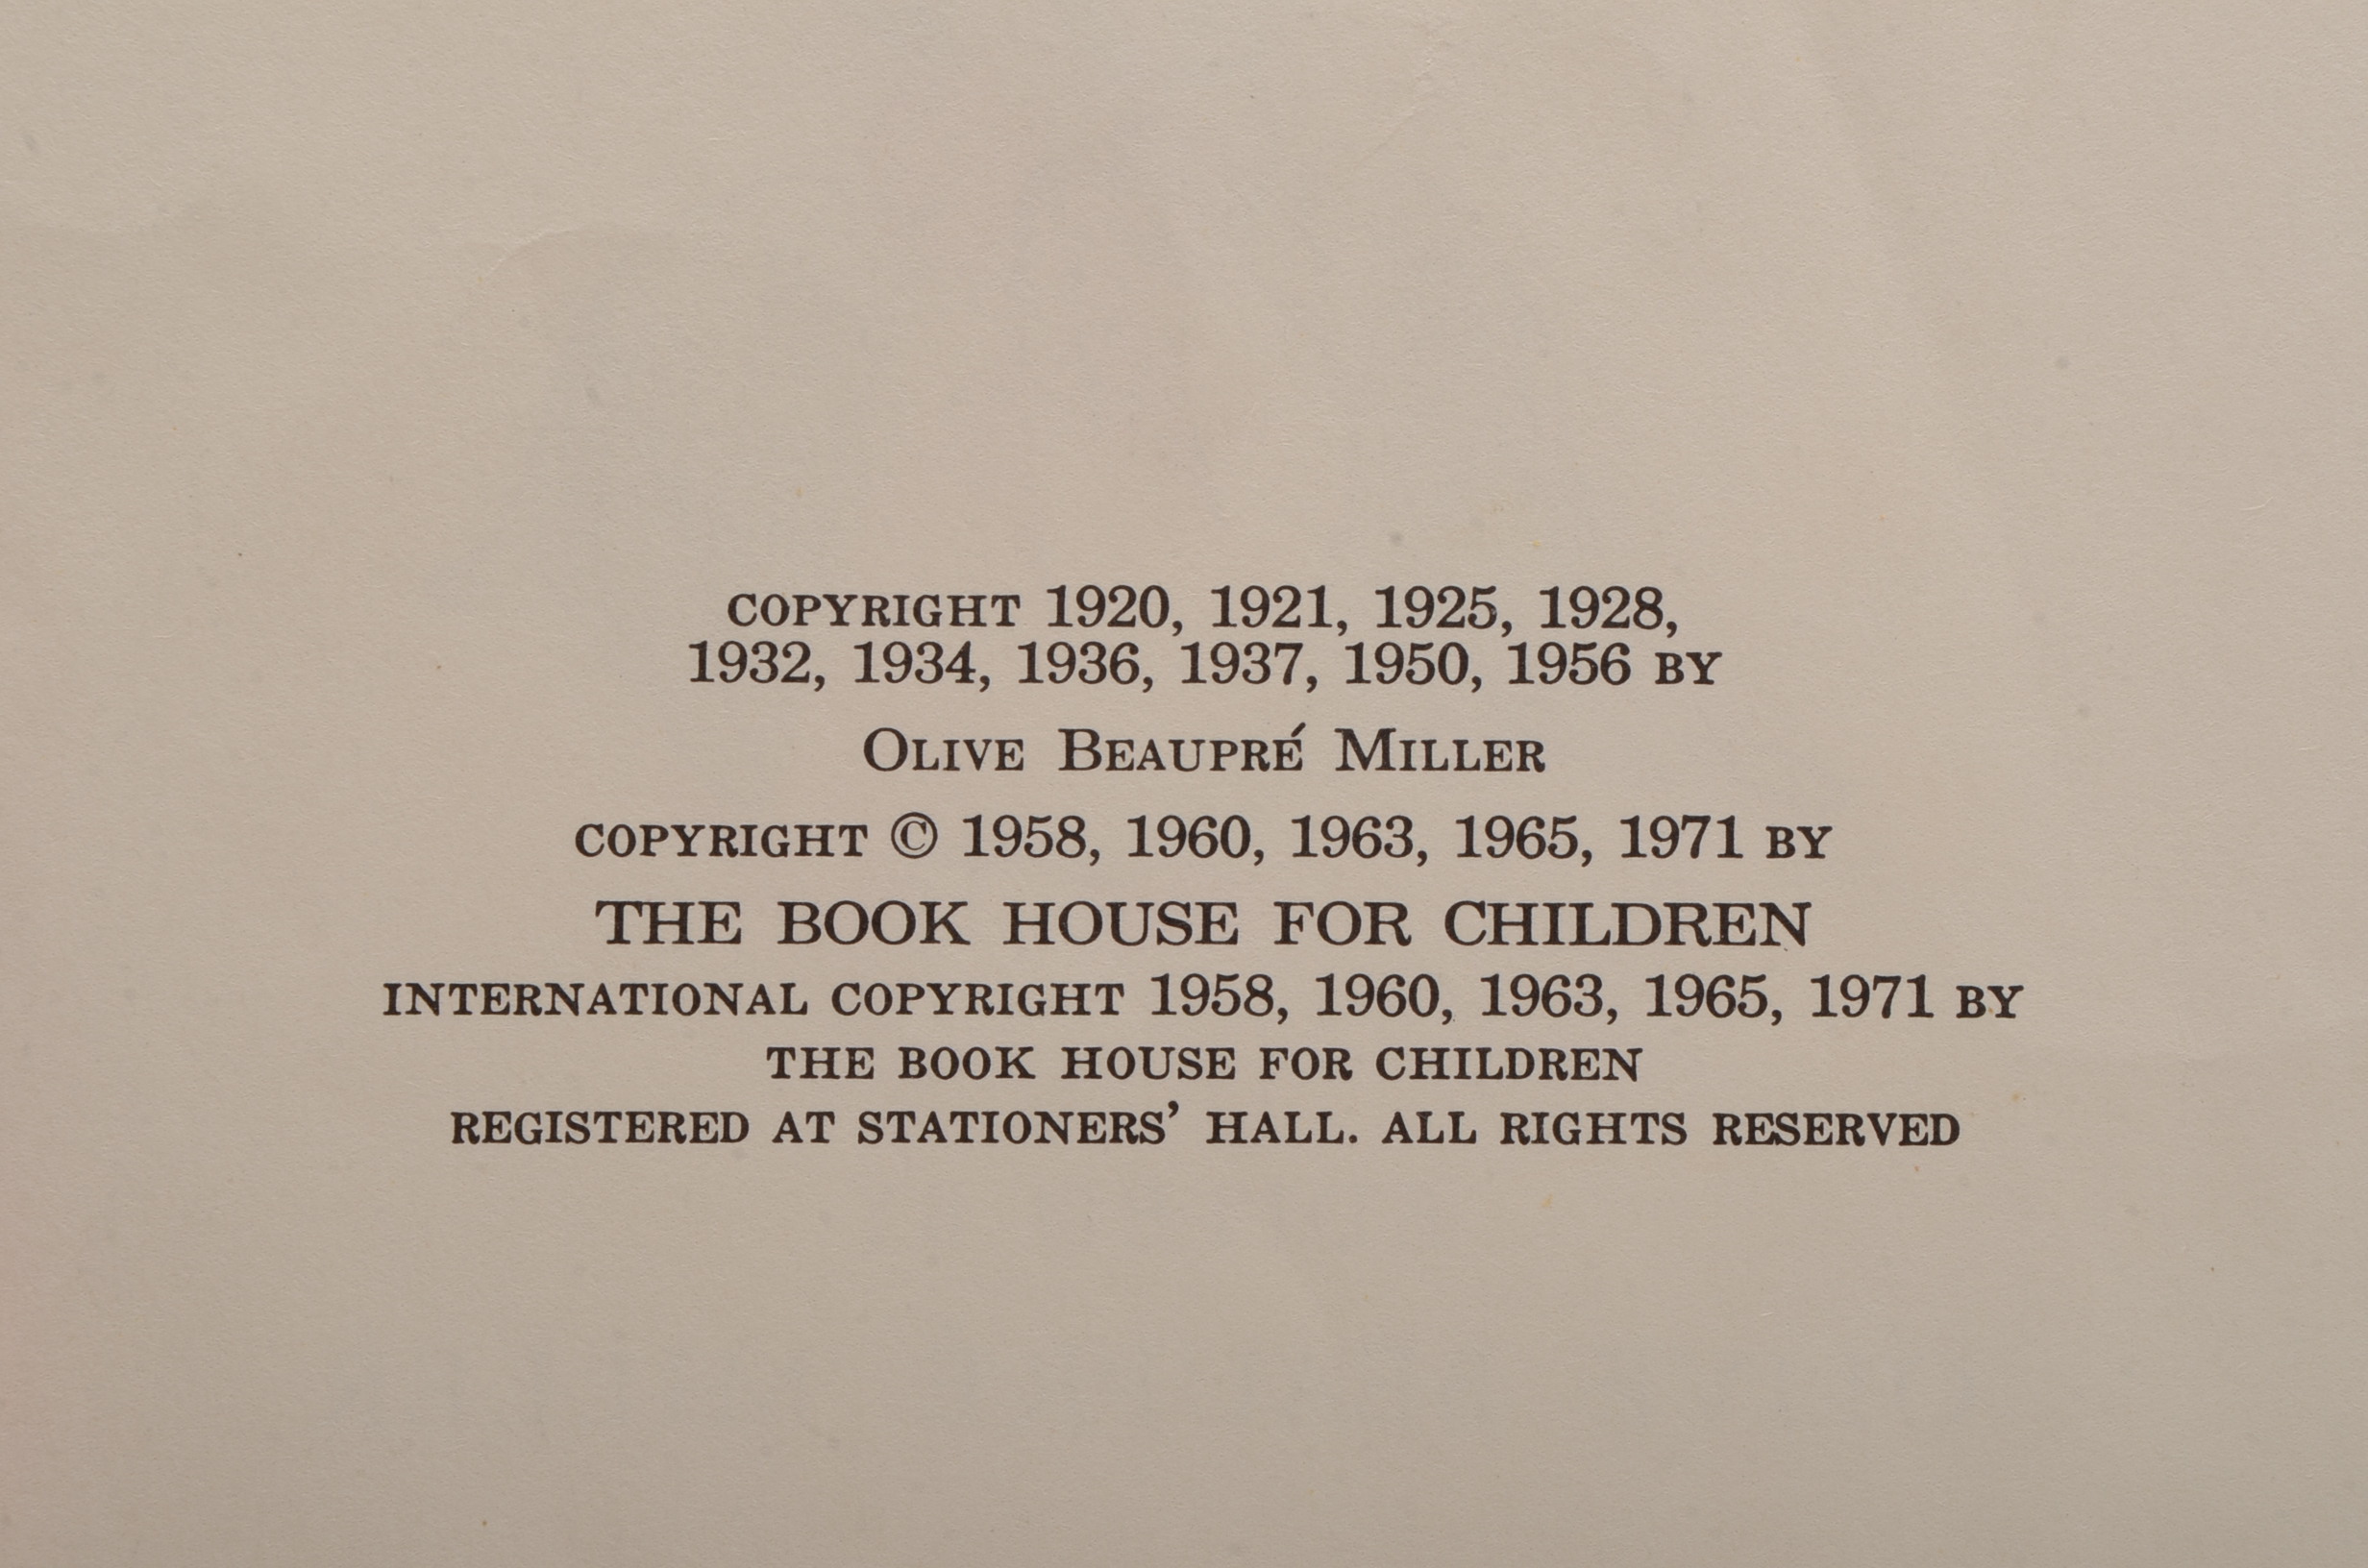 COPYRIGHT 1920, 1921, 1925, 1928,
1932, 1934, 1936, 1937, 1950, 1956 BY
OLIVE BEAUPRÉ MILLER
COPYRIGHT © 1958, 1960, 1963, 1965, 1971 BY
THE BOOK HOUSE FOR CHILDREN
INTERNATIONAL COPYRIGHT 1958, 1960, 1963, 1965, 1971 BY
THE BOOK HOUSE FOR CHILDREN
REGISTERED AT STATIONERS’ HALL. ALL RIGHTS RESERVED